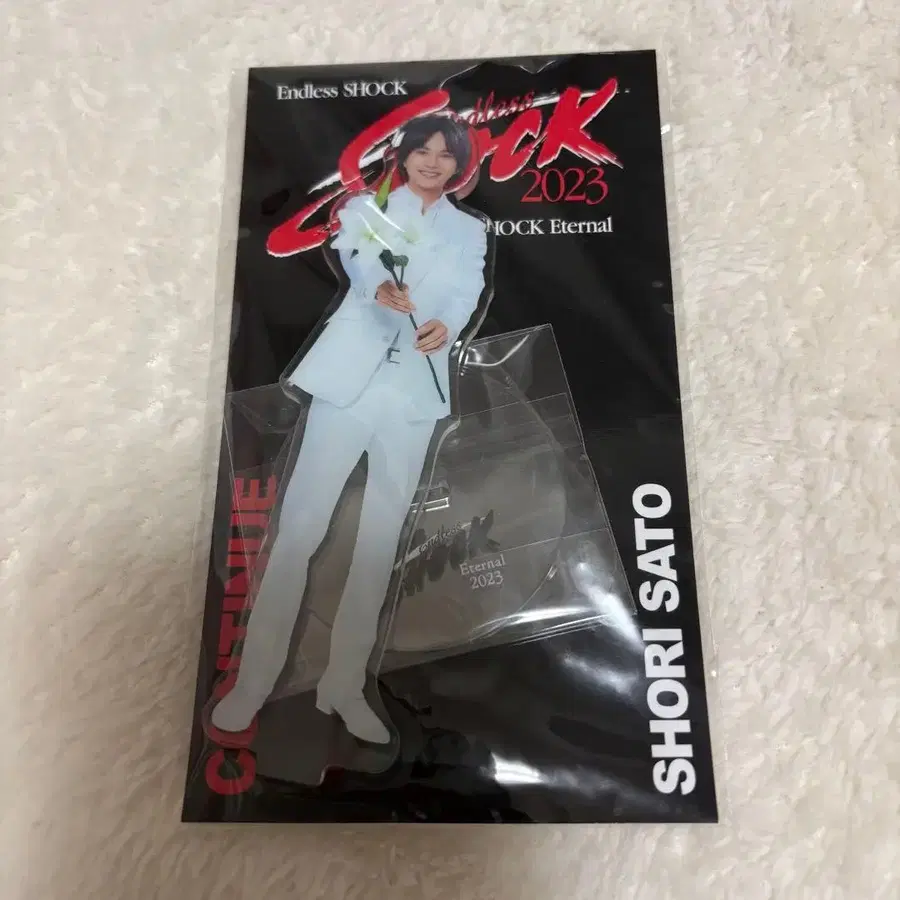 Endless SHOCK
endless
SHOCK
2023
SHOCK Eternal
CONTINUE
SHORI SATO
endless
SHOCK
Eternal
2023